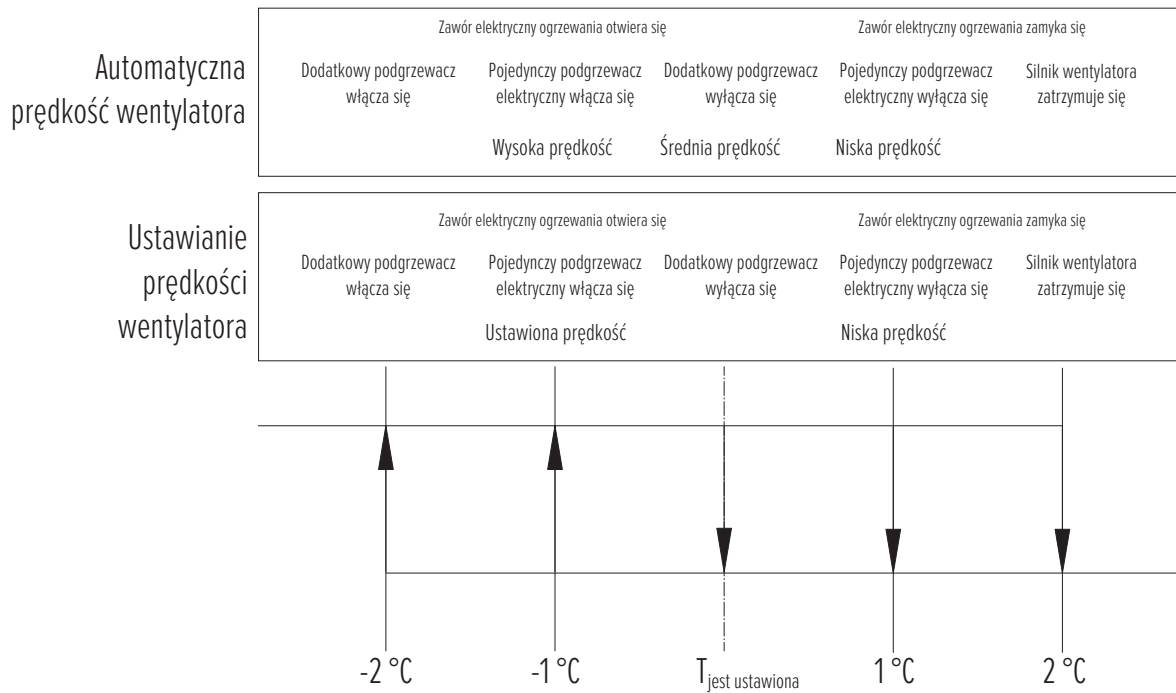 Automatyczna
prędkość wentylatora
Zawór elektryczny ogrzewania otwiera się
Zawór elektryczny ogrzewania zamyka się
Dodatkowy podgrzewacz
włącza się
Pojedynczy podgrzewacz
elektryczny włącza się
Dodatkowy podgrzewacz
wyłącza się
Pojedynczy podgrzewacz
elektryczny wyłącza się
Silnik wentylatora
zatrzymuje się
Wysoka prędkość
Średnia prędkość
Niska prędkość
Ustawianie
prędkości
wentylatora
Zawór elektryczny ogrzewania otwiera się
Zawór elektryczny ogrzewania zamyka się
Dodatkowy podgrzewacz
włącza się
Pojedynczy podgrzewacz
elektryczny włącza się
Dodatkowy podgrzewacz
wyłącza się
Pojedynczy podgrzewacz
elektryczny wyłącza się
Silnik wentylatora
zatrzymuje się
Ustawiona prędkość
Niska prędkość
-2 °C
-1 °C
T jest ustawiona
1 °C
2 °C